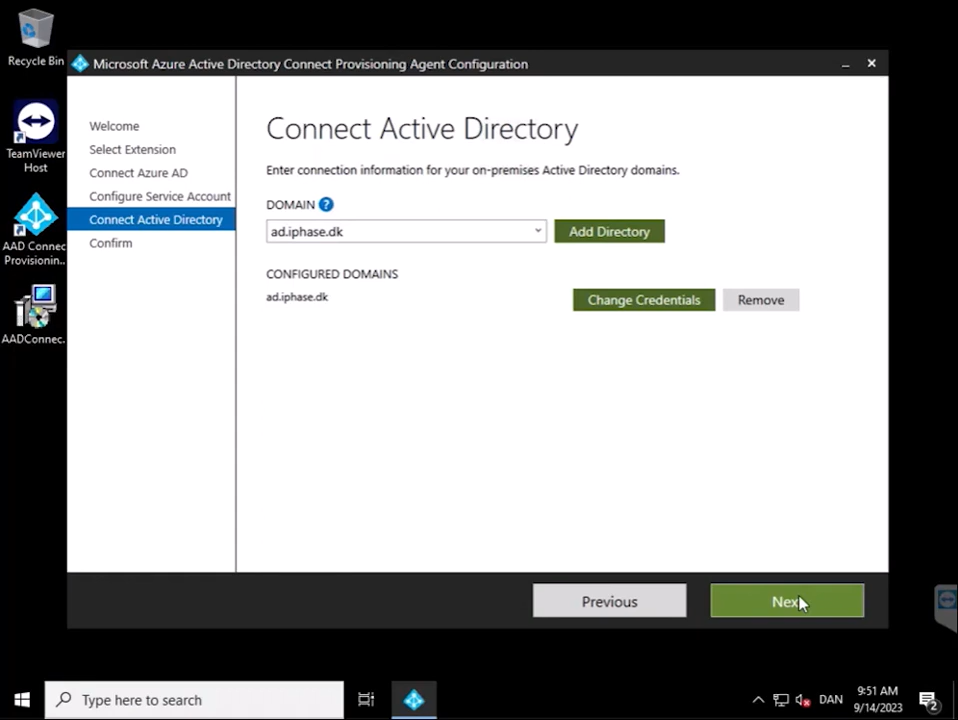 Recycle Bin
TeamViewer
Host
AAD Connec
Provisionin..
AADConnec.
Microsoft Azure Active Directory Connect Provisioning Agent Configuration
Welcome
Select Extension
Connect Azure AD
Configure Service Account
Connect Active Directory
Confirm
Connect Active Directory
Enter connection information for your on-premises Active Directory domains.
DOMAIN ?
ad.iphase.dk
Add Directory
CONFIGURED DOMAINS
ad.iphase.dk
Change Credentials
Remove
Previous
Next
Type here to search
DAN
9:51 AM
9/14/2023
2